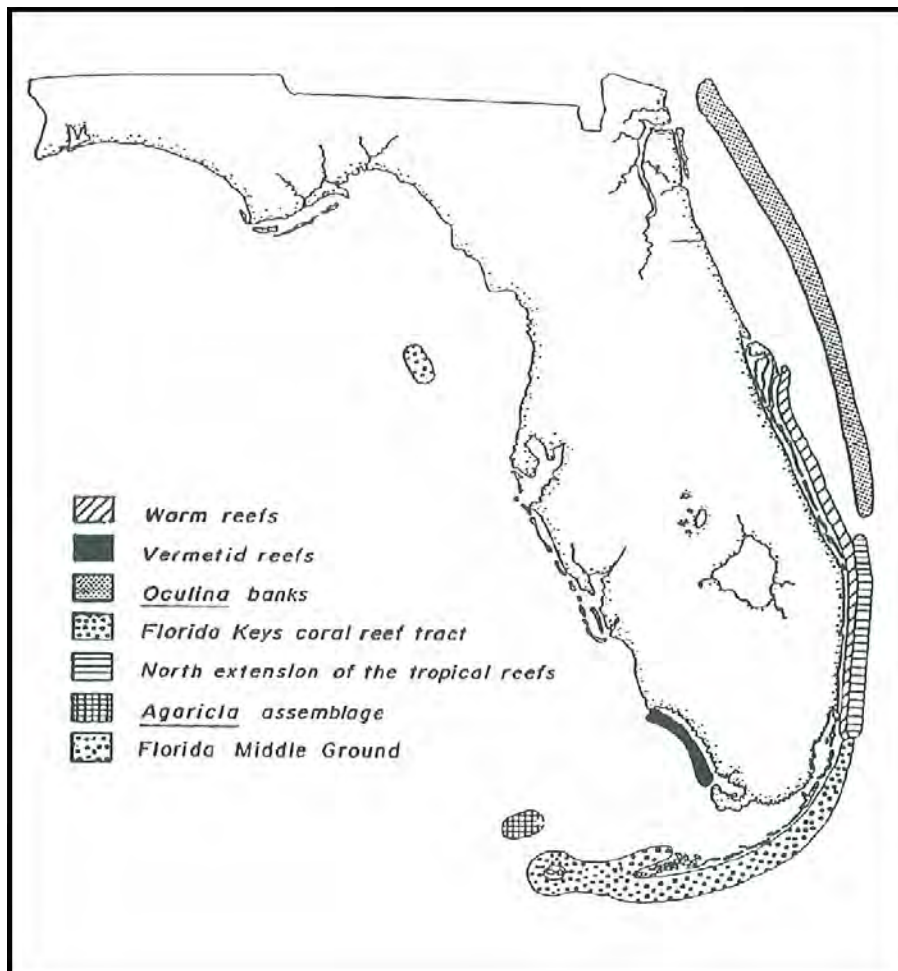 Worm reefs
Vermetid reefs
Oculina banks
Florida Keys coral reef tract
North extension of the tropical reefs
Agaricia assemblage
Florida Middle Ground